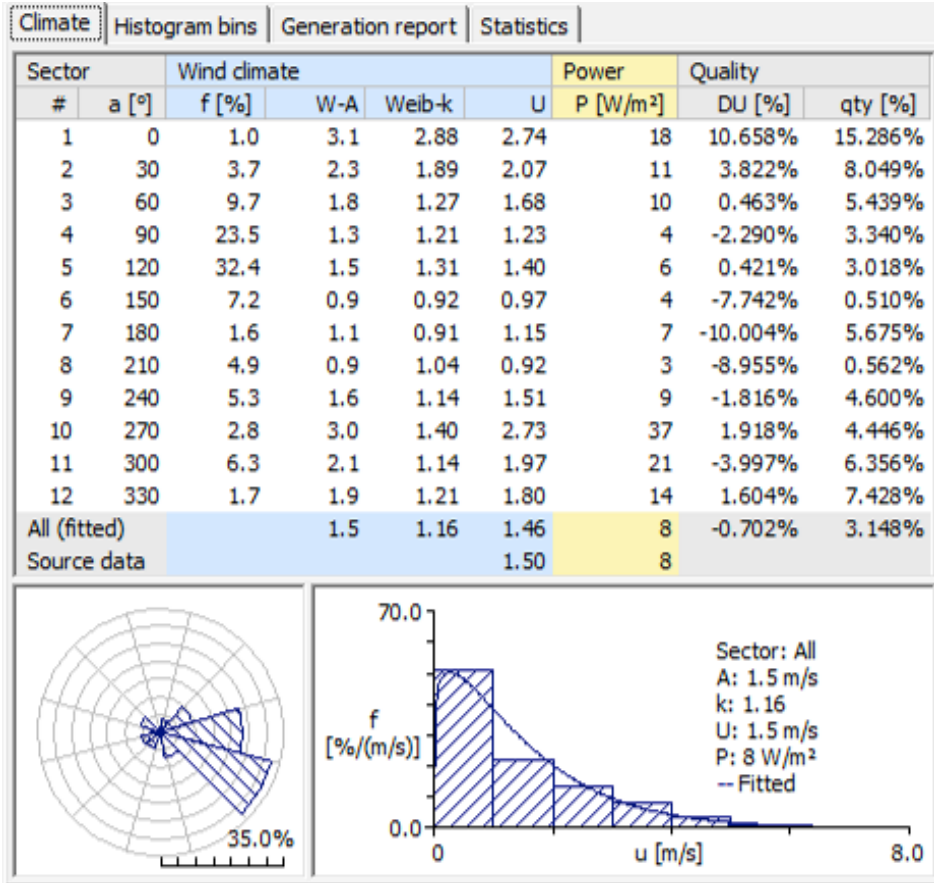 Climate Histogram bins Generation report Statistics
Sector Wind climate Power Quality
# a [º] f [%] W-A Weib-k U P [W/m²] DU [%] qty [%]
1 0 1.0 3.1 2.88 2.74 18 10.658% 15.286%
2 30 3.7 2.3 1.89 2.07 11 3.822% 8.049%
3 60 9.7 1.8 1.27 1.68 10 0.463% 5.439%
4 90 23.5 1.3 1.21 1.23 4 -2.290% 3.340%
5 120 32.4 1.5 1.31 1.40 6 0.421% 3.018%
6 150 7.2 0.9 0.92 0.97 4 -7.742% 0.510%
7 180 1.6 1.1 0.91 1.15 7 -10.004% 5.675%
8 210 4.9 0.9 1.04 0.92 3 -8.955% 0.562%
9 240 5.3 1.6 1.14 1.51 9 -1.816% 4.600%
10 270 2.8 3.0 1.40 2.73 37 1.918% 4.446%
11 300 6.3 2.1 1.14 1.97 21 -3.997% 6.356%
12 330 1.7 1.9 1.21 1.80 14 1.604% 7.428%
All (fitted) 1.5 1.16 1.46 8 -0.702% 3.148%
Source data 1.50 8
35.0%
70.0
f
[%/(m/s)]
0.0
0 u [m/s] 8.0
Sector: All
A: 1.5 m/s
k: 1.16
U: 1.5 m/s
P: 8 W/m²
-- Fitted